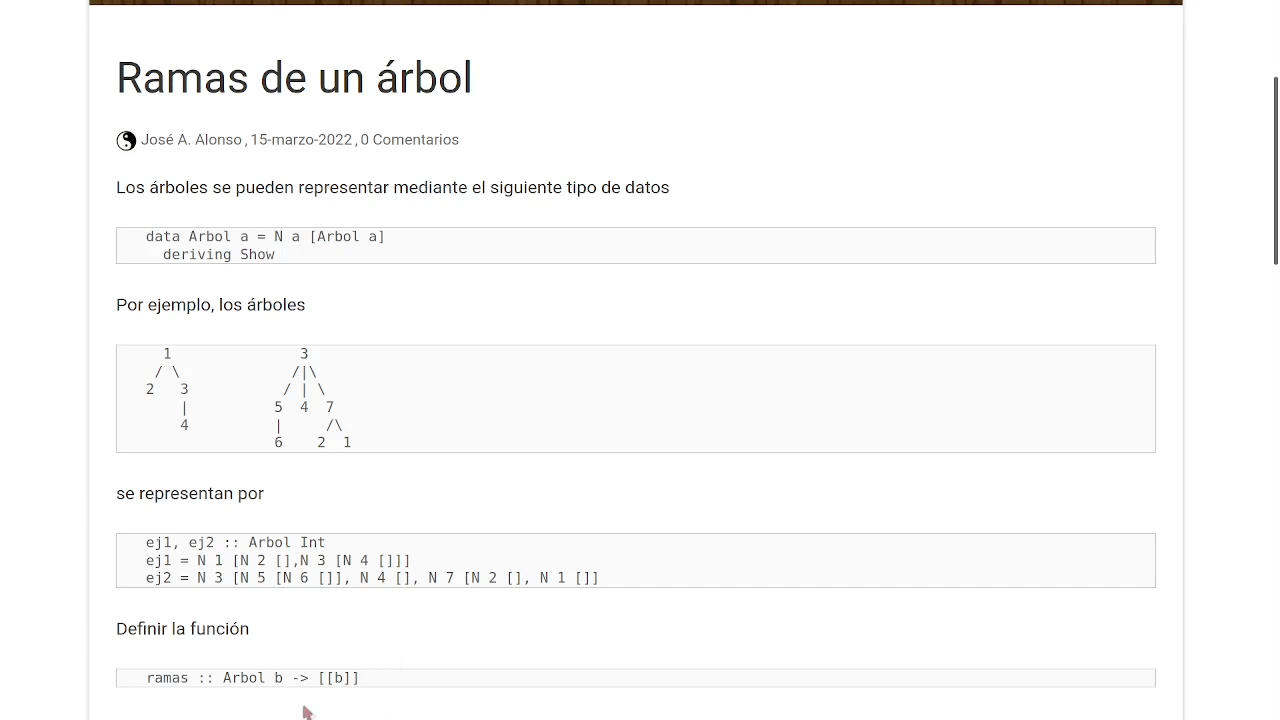 Ramas de un árbol
José A. Alonso , 15-marzo-2022 , 0 Comentarios
Los árboles se pueden representar mediante el siguiente tipo de datos
data Arbol a = N a [Arbol a]
  deriving Show
Por ejemplo, los árboles
  1               3
 / \             /|\
2   3           / | \
    |          5  4  7
    4          |     /\
               6    2  1
se representan por
ej1, ej2 :: Arbol Int
ej1 = N 1 [N 2 [],N 3 [N 4 []]]
ej2 = N 3 [N 5 [N 6 []], N 4 [], N 7 [N 2 [], N 1 []]
Definir la función
ramas :: Arbol b -> [[b]]